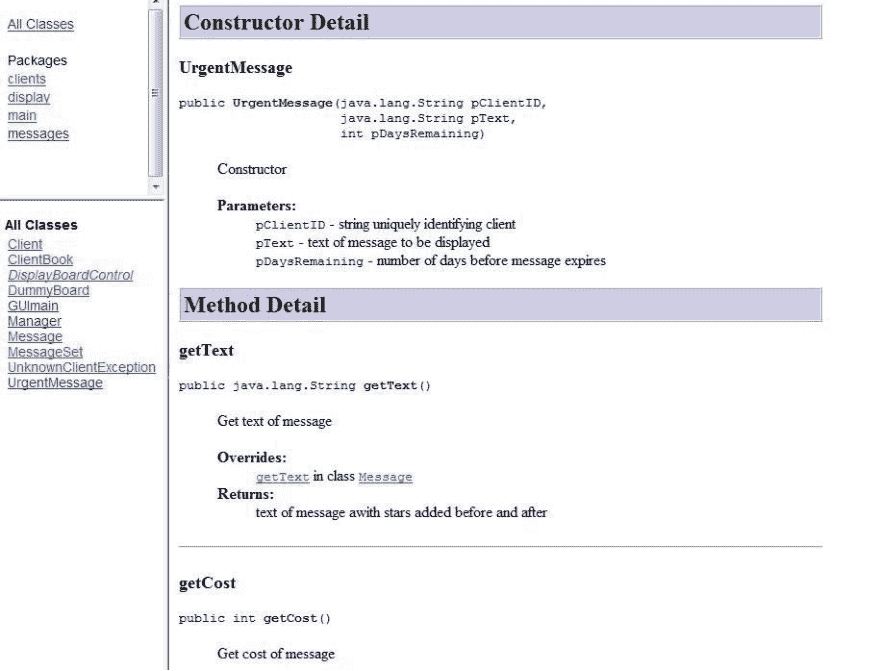 All Classes
Packages
clients
display
main
messages
All Classes
Client
ClientBook
DisplayBoardControl
DummyBoard
GUImain
Manager
Message
MessageSet
UnknownClientException
UrgentMessage
Constructor Detail
UrgentMessage
public UrgentMessage(java.lang.String pClientID,
java.lang.String pText,
int pDaysRemaining)
Constructor
Parameters:
pClientID - string uniquely identifying client
pText - text of message to be displayed
pDaysRemaining - number of days before message expires
Method Detail
getText
public java.lang.String getText()
Get text of message
Overrides:
getText in class Message
Returns:
text of message awith stars added before and after
getCost
public int getCost()
Get cost of message